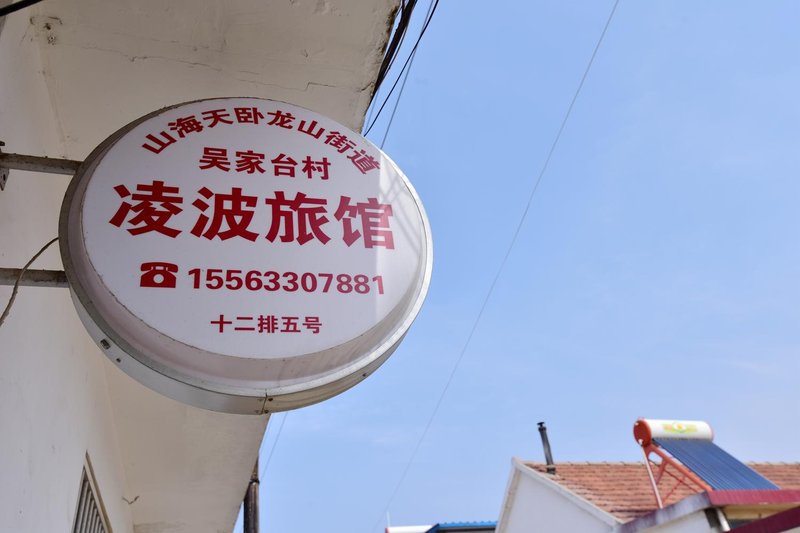 山海天卧龙山街道
吴家台村
凌波旅馆
☎ 15563307881
十二排五号